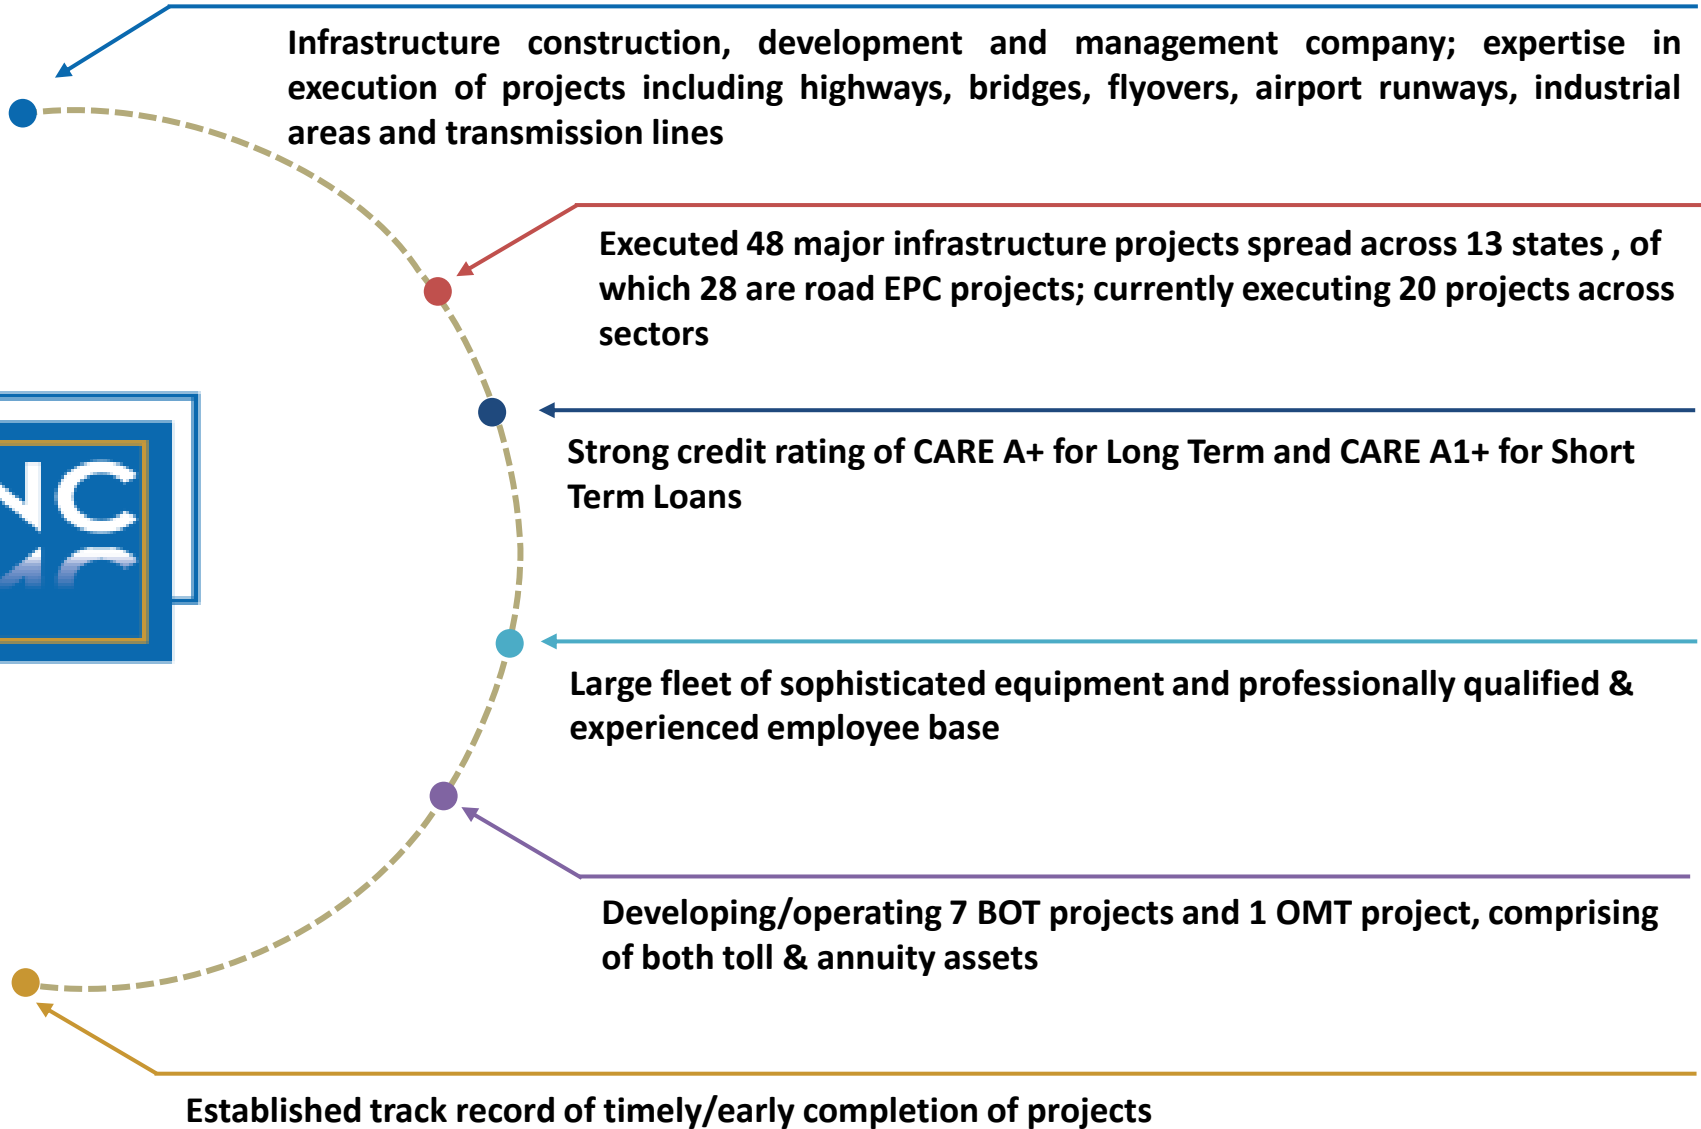 Infrastructure construction, development and management company; expertise in
execution of projects including highways, bridges, flyovers, airport runways, industrial
areas and transmission lines
Executed 48 major infrastructure projects spread across 13 states , of
which 28 are road EPC projects; currently executing 20 projects across
sectors
Strong credit rating of CARE A+ for Long Term and CARE A1+ for Short
Term Loans
NC
Large fleet of sophisticated equipment and professionally qualified &
experienced employee base
Developing/operating 7 BOT projects and 1 OMT project, comprising
of both toll & annuity assets
Established track record of timely/early completion of projects